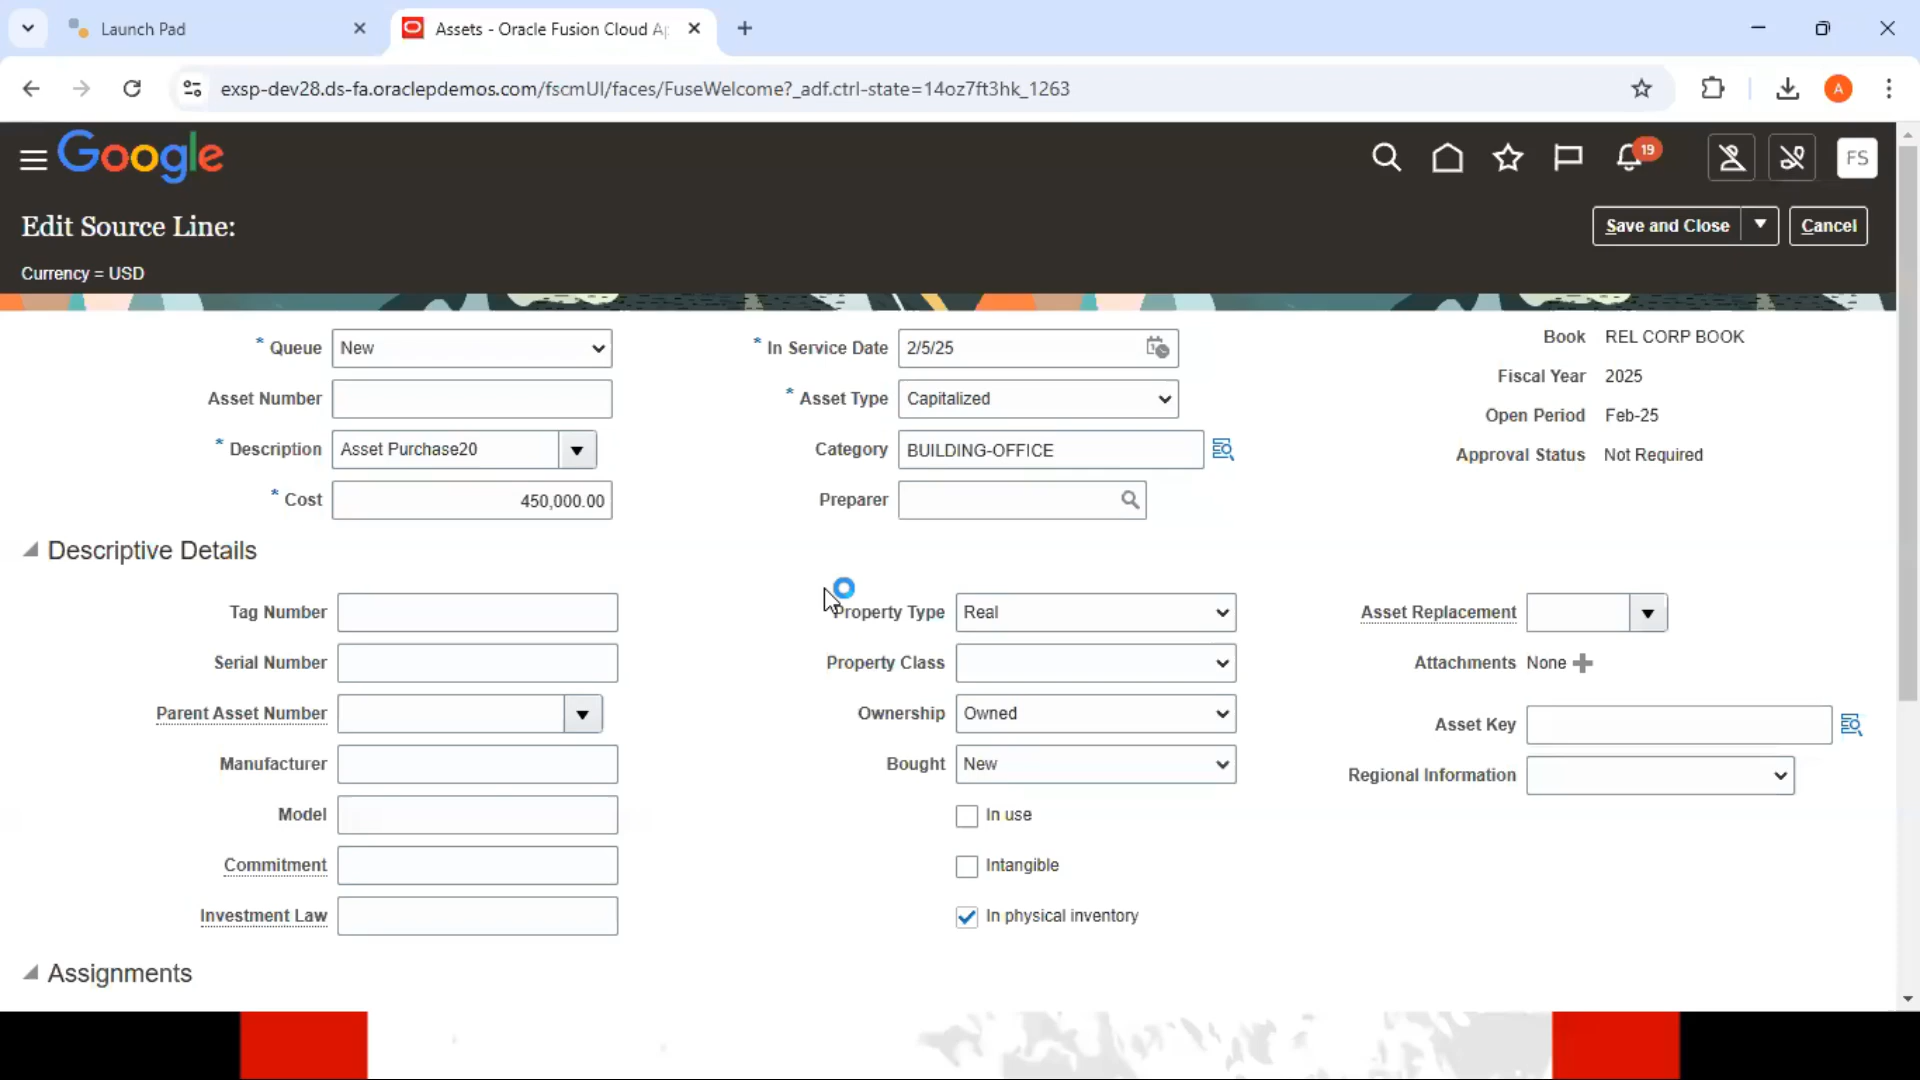 Launch Pad
Assets - Oracle Fusion Cloud Ap
exsp-dev28.ds-fa.oraclepdemos.com/fscmUI/faces/FuseWelcome?_adf.ctrl-state=14oz7ft3hk_1263
A
Google
19
FS
Edit Source Line:
Save and Close
Cancel
Currency = USD
* Queue New
* In Service Date 2/5/25
Book REL CORP BOOK
Asset Number
* Asset Type Capitalized
Fiscal Year 2025
Open Period Feb-25
* Description Asset Purchase20
Category BUILDING-OFFICE
Approval Status Not Required
* Cost 450,000.00
Preparer
Descriptive Details
Tag Number
Property Type Real
Asset Replacement
Serial Number
Property Class
Attachments None
Parent Asset Number
Ownership Owned
Asset Key
Manufacturer
Bought New
Regional Information
Model
In use
Commitment
Intangible
Investment Law
In physical inventory
Assignments